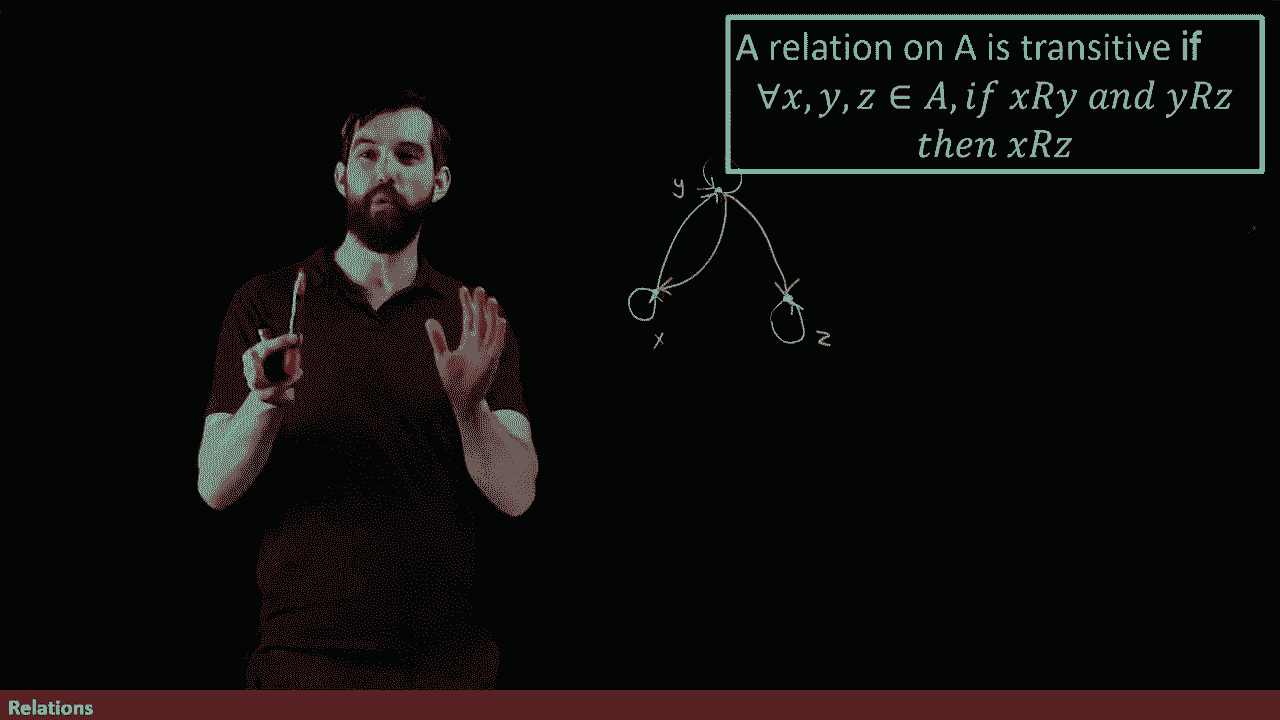 A relation on A is transitive if
∀x, y, z ∈ A, if xRy and yRz
then xRz
y
x
z
Relations